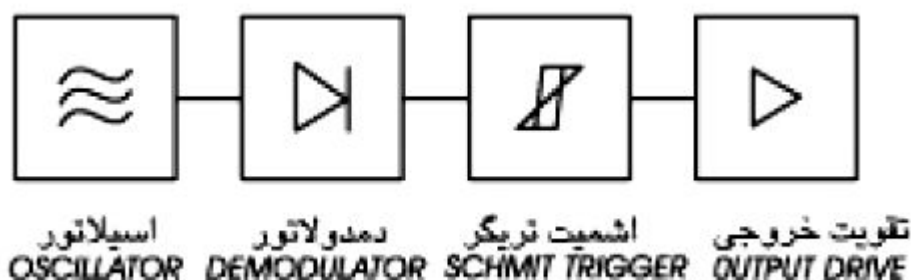 اسیلاتور
OSCILLATOR
دمدولاتور
DEMODULATOR
اشمیت تریگر
SCHMIT TRIGGER
تقویت خروجی
OUTPUT DRIVE